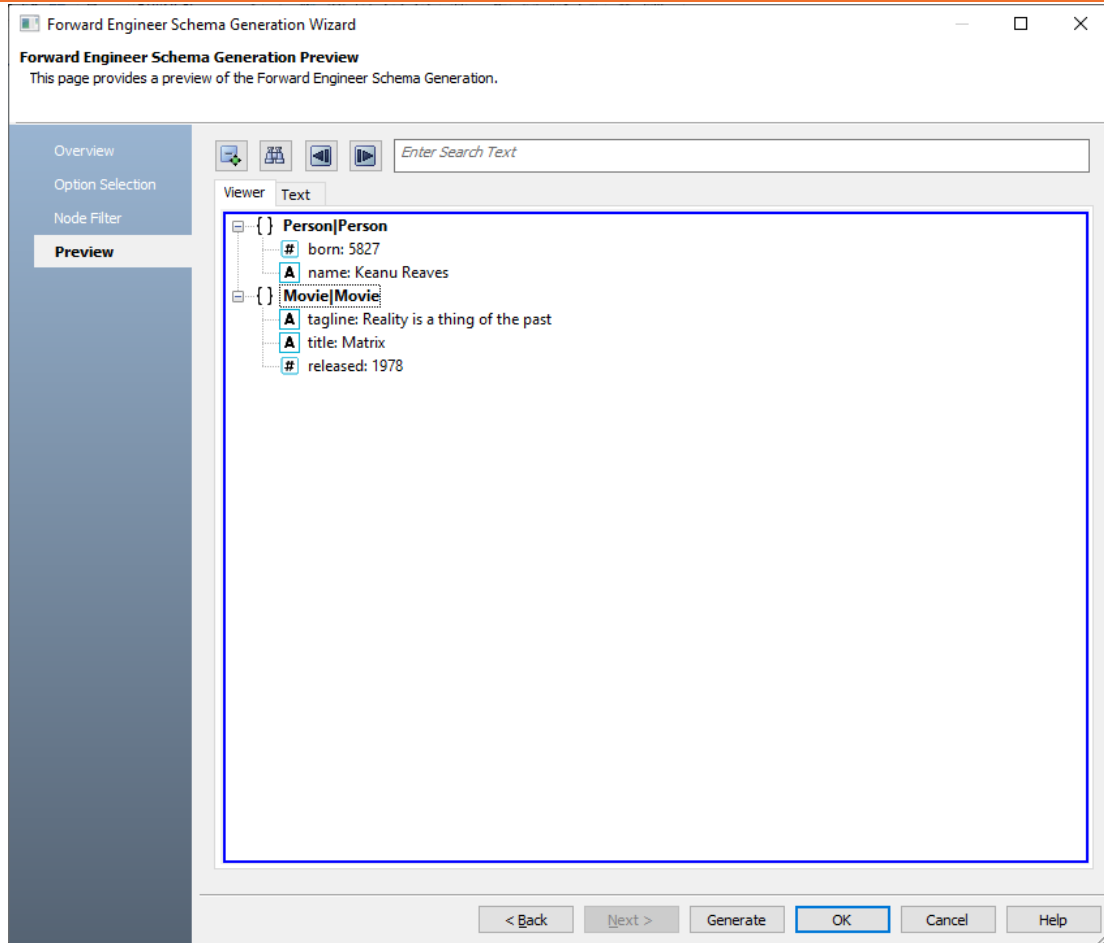 Forward Engineer Schema Generation Wizard
Forward Engineer Schema Generation Preview
This page provides a preview of the Forward Engineer Schema Generation.
Overview
Option Selection
Node Filter
Preview
Enter Search Text
Viewer Text
{ } Person|Person
# born: 5827
A name: Keanu Reaves
{ } Movie|Movie
A tagline: Reality is a thing of the past
A title: Matrix
# released: 1978
< Back Next > Generate OK Cancel Help